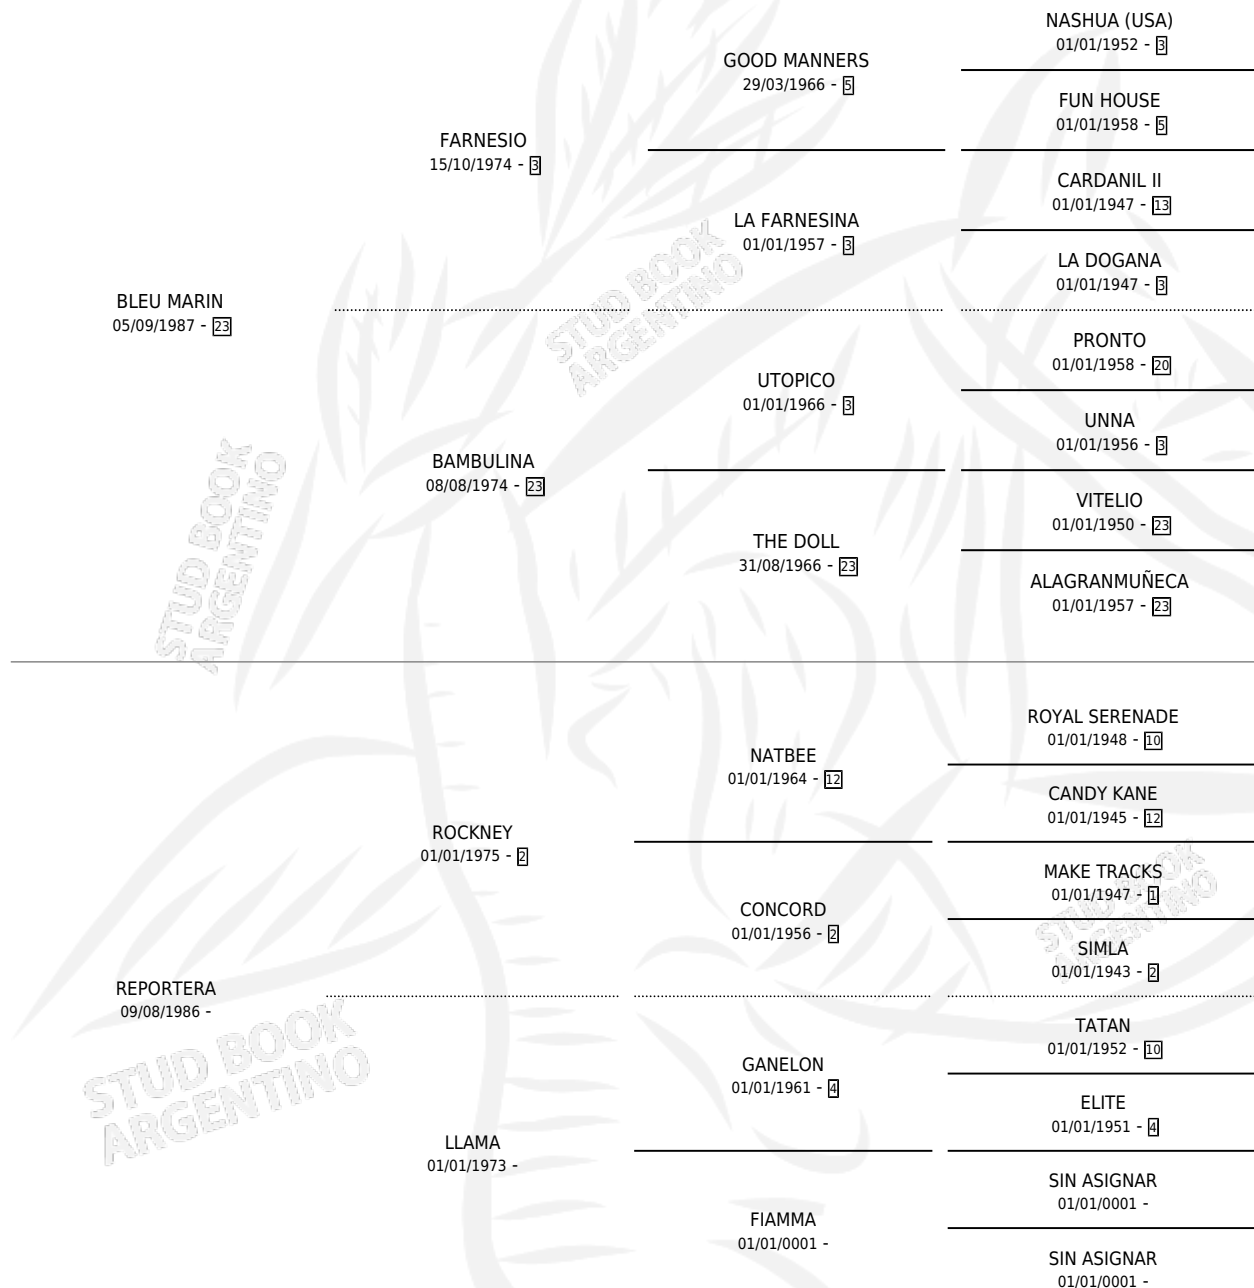 NASHUA (USA)
01/01/1952 - 3
GOOD MANNERS
29/03/1966 - 5
FUN HOUSE
01/01/1958 - 5
FARNESIO
15/10/1974 - 3
CARDANIL II
01/01/1947 - 13
LA FARNESINA
01/01/1957 - 3
LA DOGANA
01/01/1947 - 3
BLEU MARIN
05/09/1987 - 23
PRONTO
01/01/1958 - 20
UTOPICO
01/01/1966 - 3
UNNA
01/01/1956 - 3
BAMBULINA
08/08/1974 - 23
VITELIO
01/01/1950 - 23
THE DOLL
31/08/1966 - 23
ALAGRANMUÑECA
01/01/1957 - 23
ROYAL SERENADE
01/01/1948 - 10
NATBEE
01/01/1964 - 12
CANDY KANE
01/01/1945 - 12
ROCKNEY
01/01/1975 - 2
MAKE TRACKS
01/01/1947 - 1
CONCORD
01/01/1956 - 2
SIMLA
01/01/1943 - 2
REPORTERA
09/08/1986 -
TATAN
01/01/1952 - 10
GANELON
01/01/1961 - 4
ELITE
01/01/1951 - 4
LLAMA
01/01/1973 -
SIN ASIGNAR
01/01/0001 -
FIAMMA
01/01/0001 -
SIN ASIGNAR
01/01/0001 -
STUD BOOK
ARGENTINO
STUD BOOK
ARGENTINO
STUD BOOK
ARGENTINO
STUD BOOK
ARGENTINO